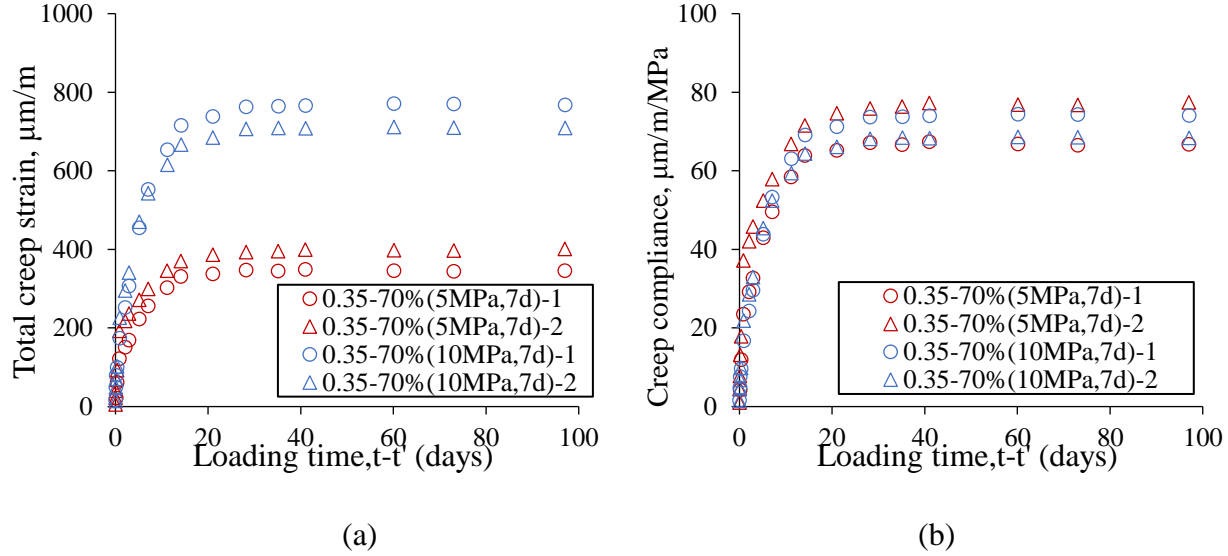 Total creep strain, μm/m
1000
800
600
400
200
0
0.35-70%(5MPa,7d)-1
0.35-70%(5MPa,7d)-2
0.35-70%(10MPa,7d)-1
0.35-70%(10MPa,7d)-2
0 20 40 60 80 100
Loading time,t-t' (days)
(a)
Creep compliance, μm/m/MPa
100
80
60
40
20
0
0.35-70%(5MPa,7d)-1
0.35-70%(5MPa,7d)-2
0.35-70%(10MPa,7d)-1
0.35-70%(10MPa,7d)-2
0 20 40 60 80 100
Loading time,t-t' (days)
(b)